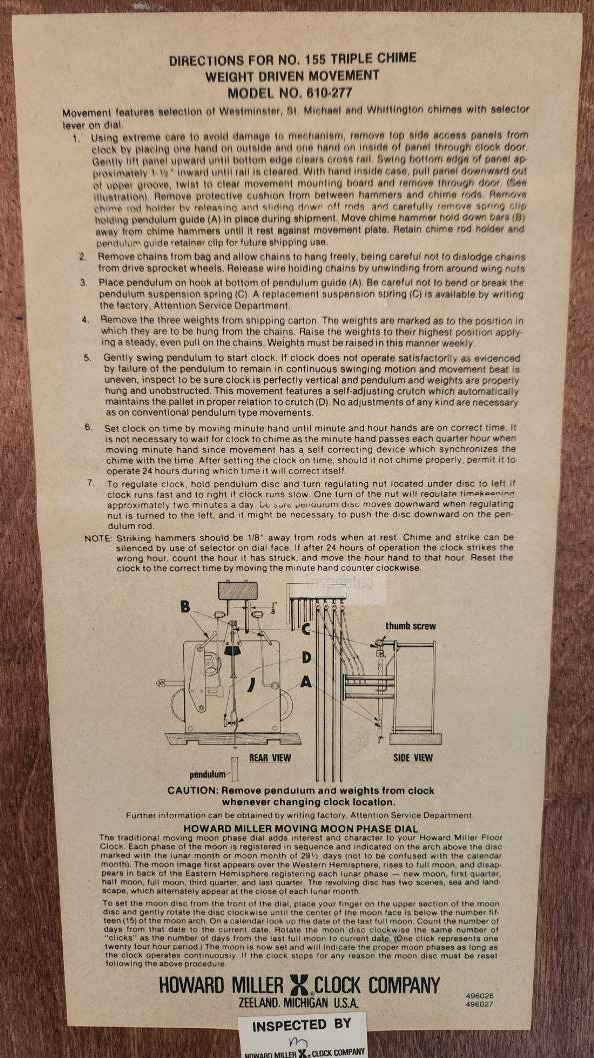 DIRECTIONS FOR NO. 155 TRIPLE CHIME
WEIGHT DRIVEN MOVEMENT
MODEL NO. 610-277
Movement features selection of Westminster, St. Michael and Whittington chimes with selector
lever on dial.
1. Using extreme care to avoid damage to mechanism, remove top side access panels from
clock by placing one hand on outside and one hand on inside of panel through clock door.
Gently lift panel upward until bottom edge clears cross rail. Swing bottom edge of panel ap-
proximately 1-½" inward until rail is cleared. With hand inside case, pull panel downward out
of upper groove, twist to clear movement mounting board and remove through door. (See
illustration). Remove protective cushion from between hammers and chime rods. Remove
chime rod holder by releasing and sliding down off rods and carefully remove spring clip
holding pendulum guide (A) in place during shipment. Move chime hammer hold down bars (B)
away from chime hammers until it rest against movement plate. Retain chime rod holder and
pendulum guide retainer clip for future shipping use.
2. Remove chains from bag and allow chains to hang freely, being careful not to dislodge chains
from drive sprocket wheels. Release wire holding chains by unwinding from around wing nuts
3. Place pendulum on hook at bottom of pendulum guide (A). Be careful not to bend or break the
pendulum suspension spring (C). A replacement suspension spring (C) is available by writing
the factory, Attention Service Department.
4. Remove the three weights from shipping carton. The weights are marked as to the position in
which they are to be hung from the chains. Raise the weights to their highest position apply-
ing a steady, even pull on the chains. Weights must be raised in this manner weekly.
5. Gently swing pendulum to start clock. If clock does not operate satisfactorily as evidenced
by failure of the pendulum to remain in continuous swinging motion and movement beat is
uneven, inspect to be sure clock is perfectly vertical and pendulum and weights are properly
hung and unobstructed. This movement features a self-adjusting crutch which automatically
maintains the pallet in proper relation to crutch (D). No adjustments of any kind are necessary
as on conventional pendulum type movements.
6. Set clock on time by moving minute hand until minute and hour hands are on correct time. It
is not necessary to wait for clock to chime as the minute hand passes each quarter hour when
moving minute hand since movement has a self correcting device which synchronizes the
chime with the time. After setting the clock on time, should it not chime properly, permit it to
operate 24 hours during which time it will correct itself.
7. To regulate clock, hold pendulum disc and turn regulating nut located under disc to left if
clock runs fast and to right if clock runs slow. One turn of the nut will regulate timekeeping
approximately two minutes a day. be sure pendulum disc moves downward when regulating
nut is turned to the left, and it might be necessary to push the disc downward on the pen-
dulum rod.
NOTE: Striking hammers should be 1/8" away from rods when at rest. Chime and strike can be
silenced by use of selector on dial face. If after 24 hours of operation the clock strikes the
wrong hour, count the hour it has struck, and move the hour hand to that hour. Reset the
clock to the correct time by moving the minute hand counter clockwise.
B
C
thumb screw
D
A
REAR VIEW
SIDE VIEW
pendulum
CAUTION: Remove pendulum and weights from clock
whenever changing clock location.
Further information can be obtained by writing factory, Attention Service Department.
HOWARD MILLER MOVING MOON PHASE DIAL
The traditional moving moon phase dial adds interest and character to your Howard Miller Floor
Clock. Each phase of the moon is registered in sequence and indicated on the arch above the disc
marked with the lunar month or moon month of 29½ days (not to be confused with the calendar
month). The moon image first appears over the Western Hemisphere, rises to full moon, and disap-
pears in back of the Eastern Hemisphere registering each lunar phase — new moon, first quarter,
half moon, full moon, third quarter, and last quarter. The revolving disc has two scenes, sea and land-
scape, which alternately appear at the close of each lunar month.
To set the moon disc from the front of the dial, place your finger on the upper section of the moon
disc and gently rotate the disc clockwise until the center of the moon face is below the number fif-
teen (15) of the moon arch. On a calendar look up the date of the last full moon. Count the number of
days from that date to the current date. Rotate the moon disc clockwise the same number of
"clicks" as the number of days from the last full moon to current date. (One click represents one
twenty four hour period.) The moon is now set and will indicate the proper moon phases as long as
the clock operates continuously. If the clock stops for any reason the moon disc must be reset
following the above procedure.
HOWARD MILLER CLOCK COMPANY
ZEELAND, MICHIGAN U.S.A.
496026
496027
INSPECTED BY
HOWARD MILLER CLOCK COMPANY